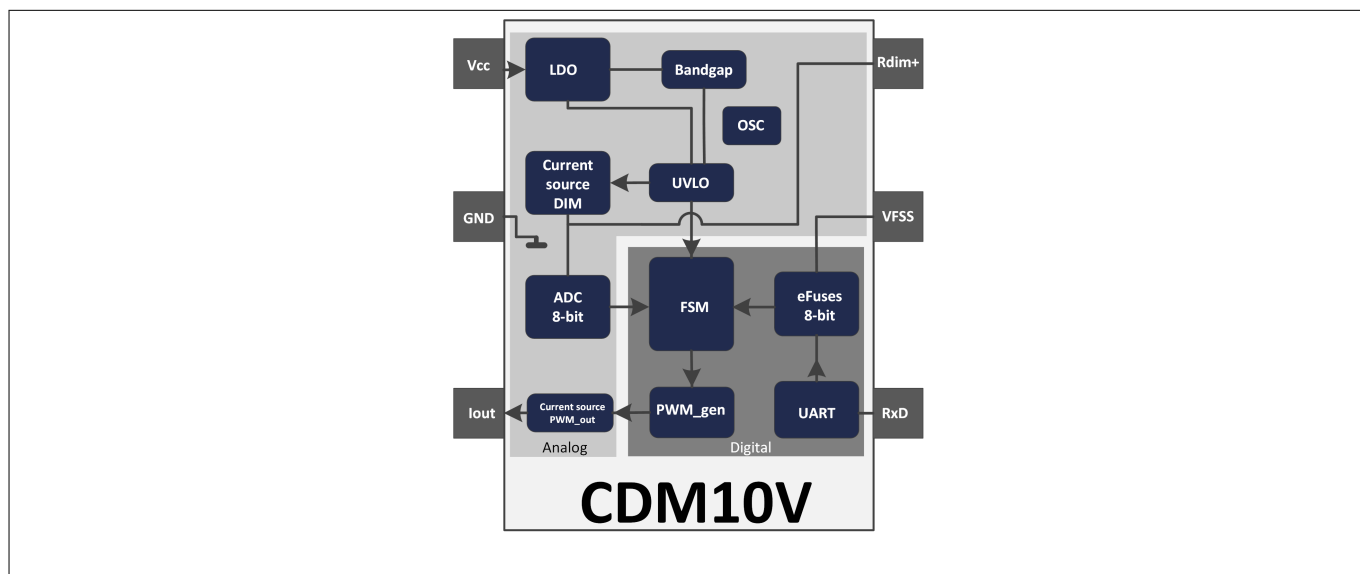 Vcc
LDO
Bandgap
Rdim+
OSC
Current
source
DIM
UVLO
GND
VFSS
ADC
8-bit
FSM
eFuses
8-bit
Iout
Current source
PWM_out
PWM_gen
UART
RxD
Analog
Digital
CDM10V